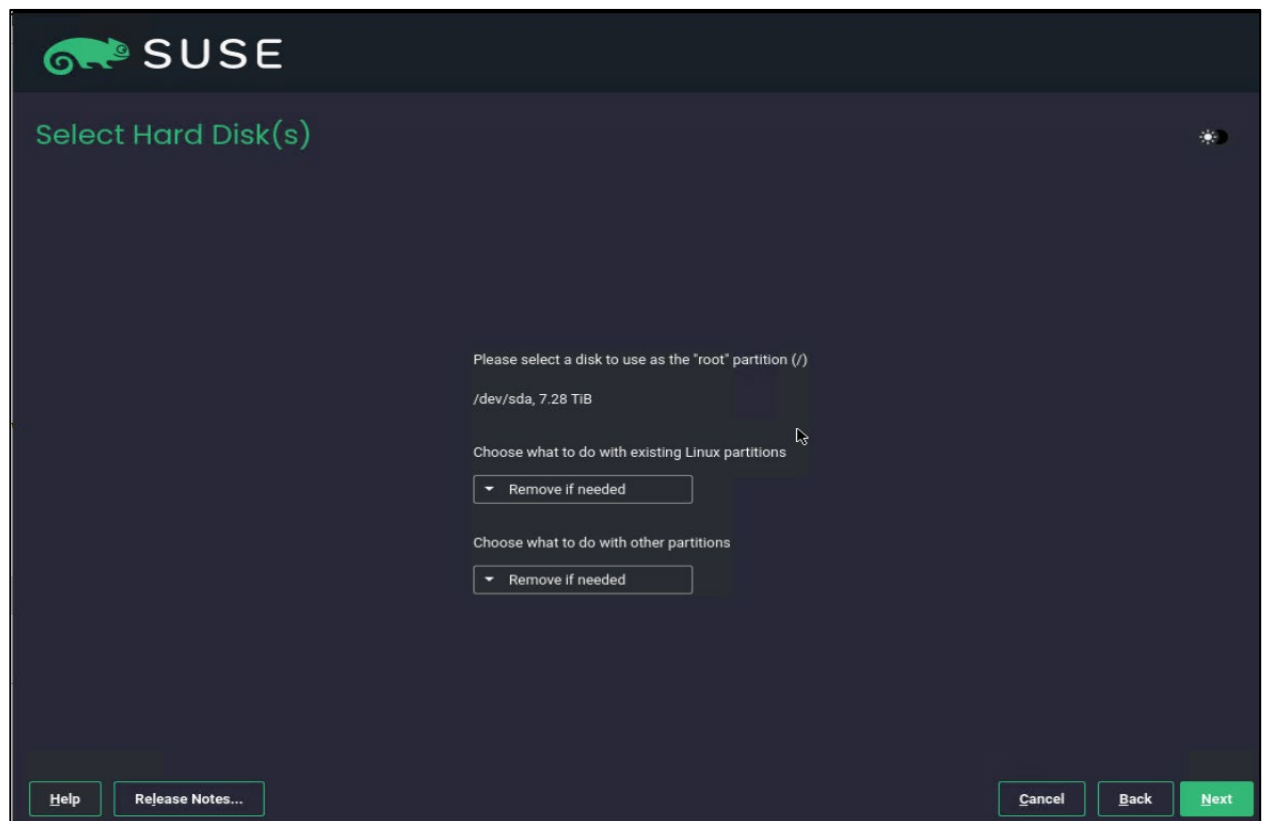 SUSE
Select Hard Disk(s)
Please select a disk to use as the "root" partition (/)
/dev/sda, 7.28 TiB
Choose what to do with existing Linux partitions
Remove if needed
Choose what to do with other partitions
Remove if needed
Help Release Notes... Cancel Back Next